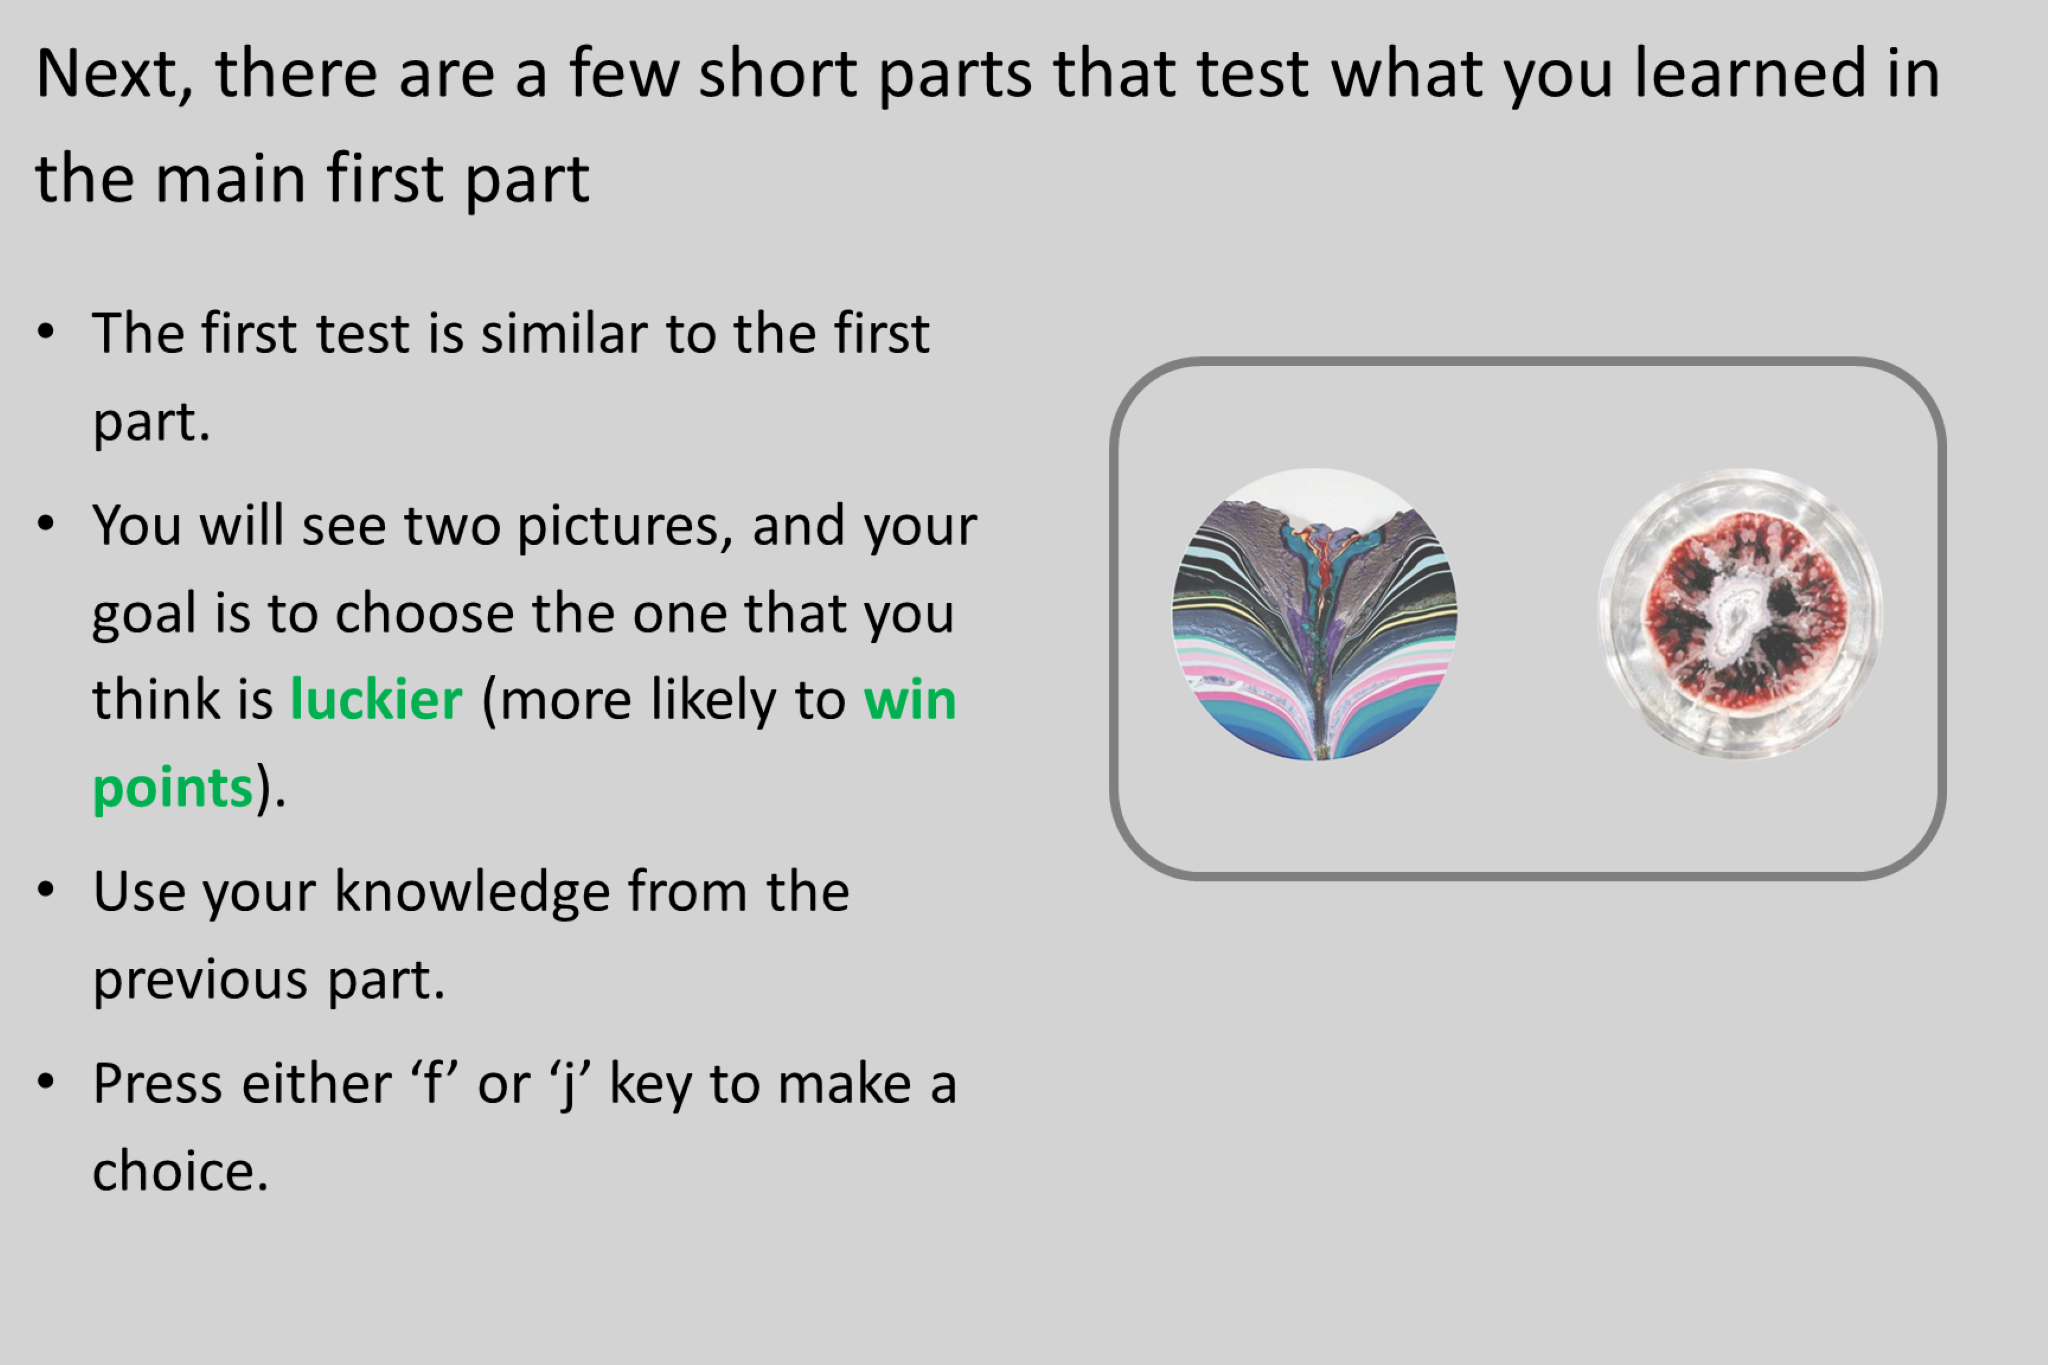 Next, there are a few short parts that test what you learned in
the main first part
• The first test is similar to the first
part.
• You will see two pictures, and your
goal is to choose the one that you
think is luckier (more likely to win
points).
• Use your knowledge from the
previous part.
• Press either ‘f’ or ‘j’ key to make a
choice.